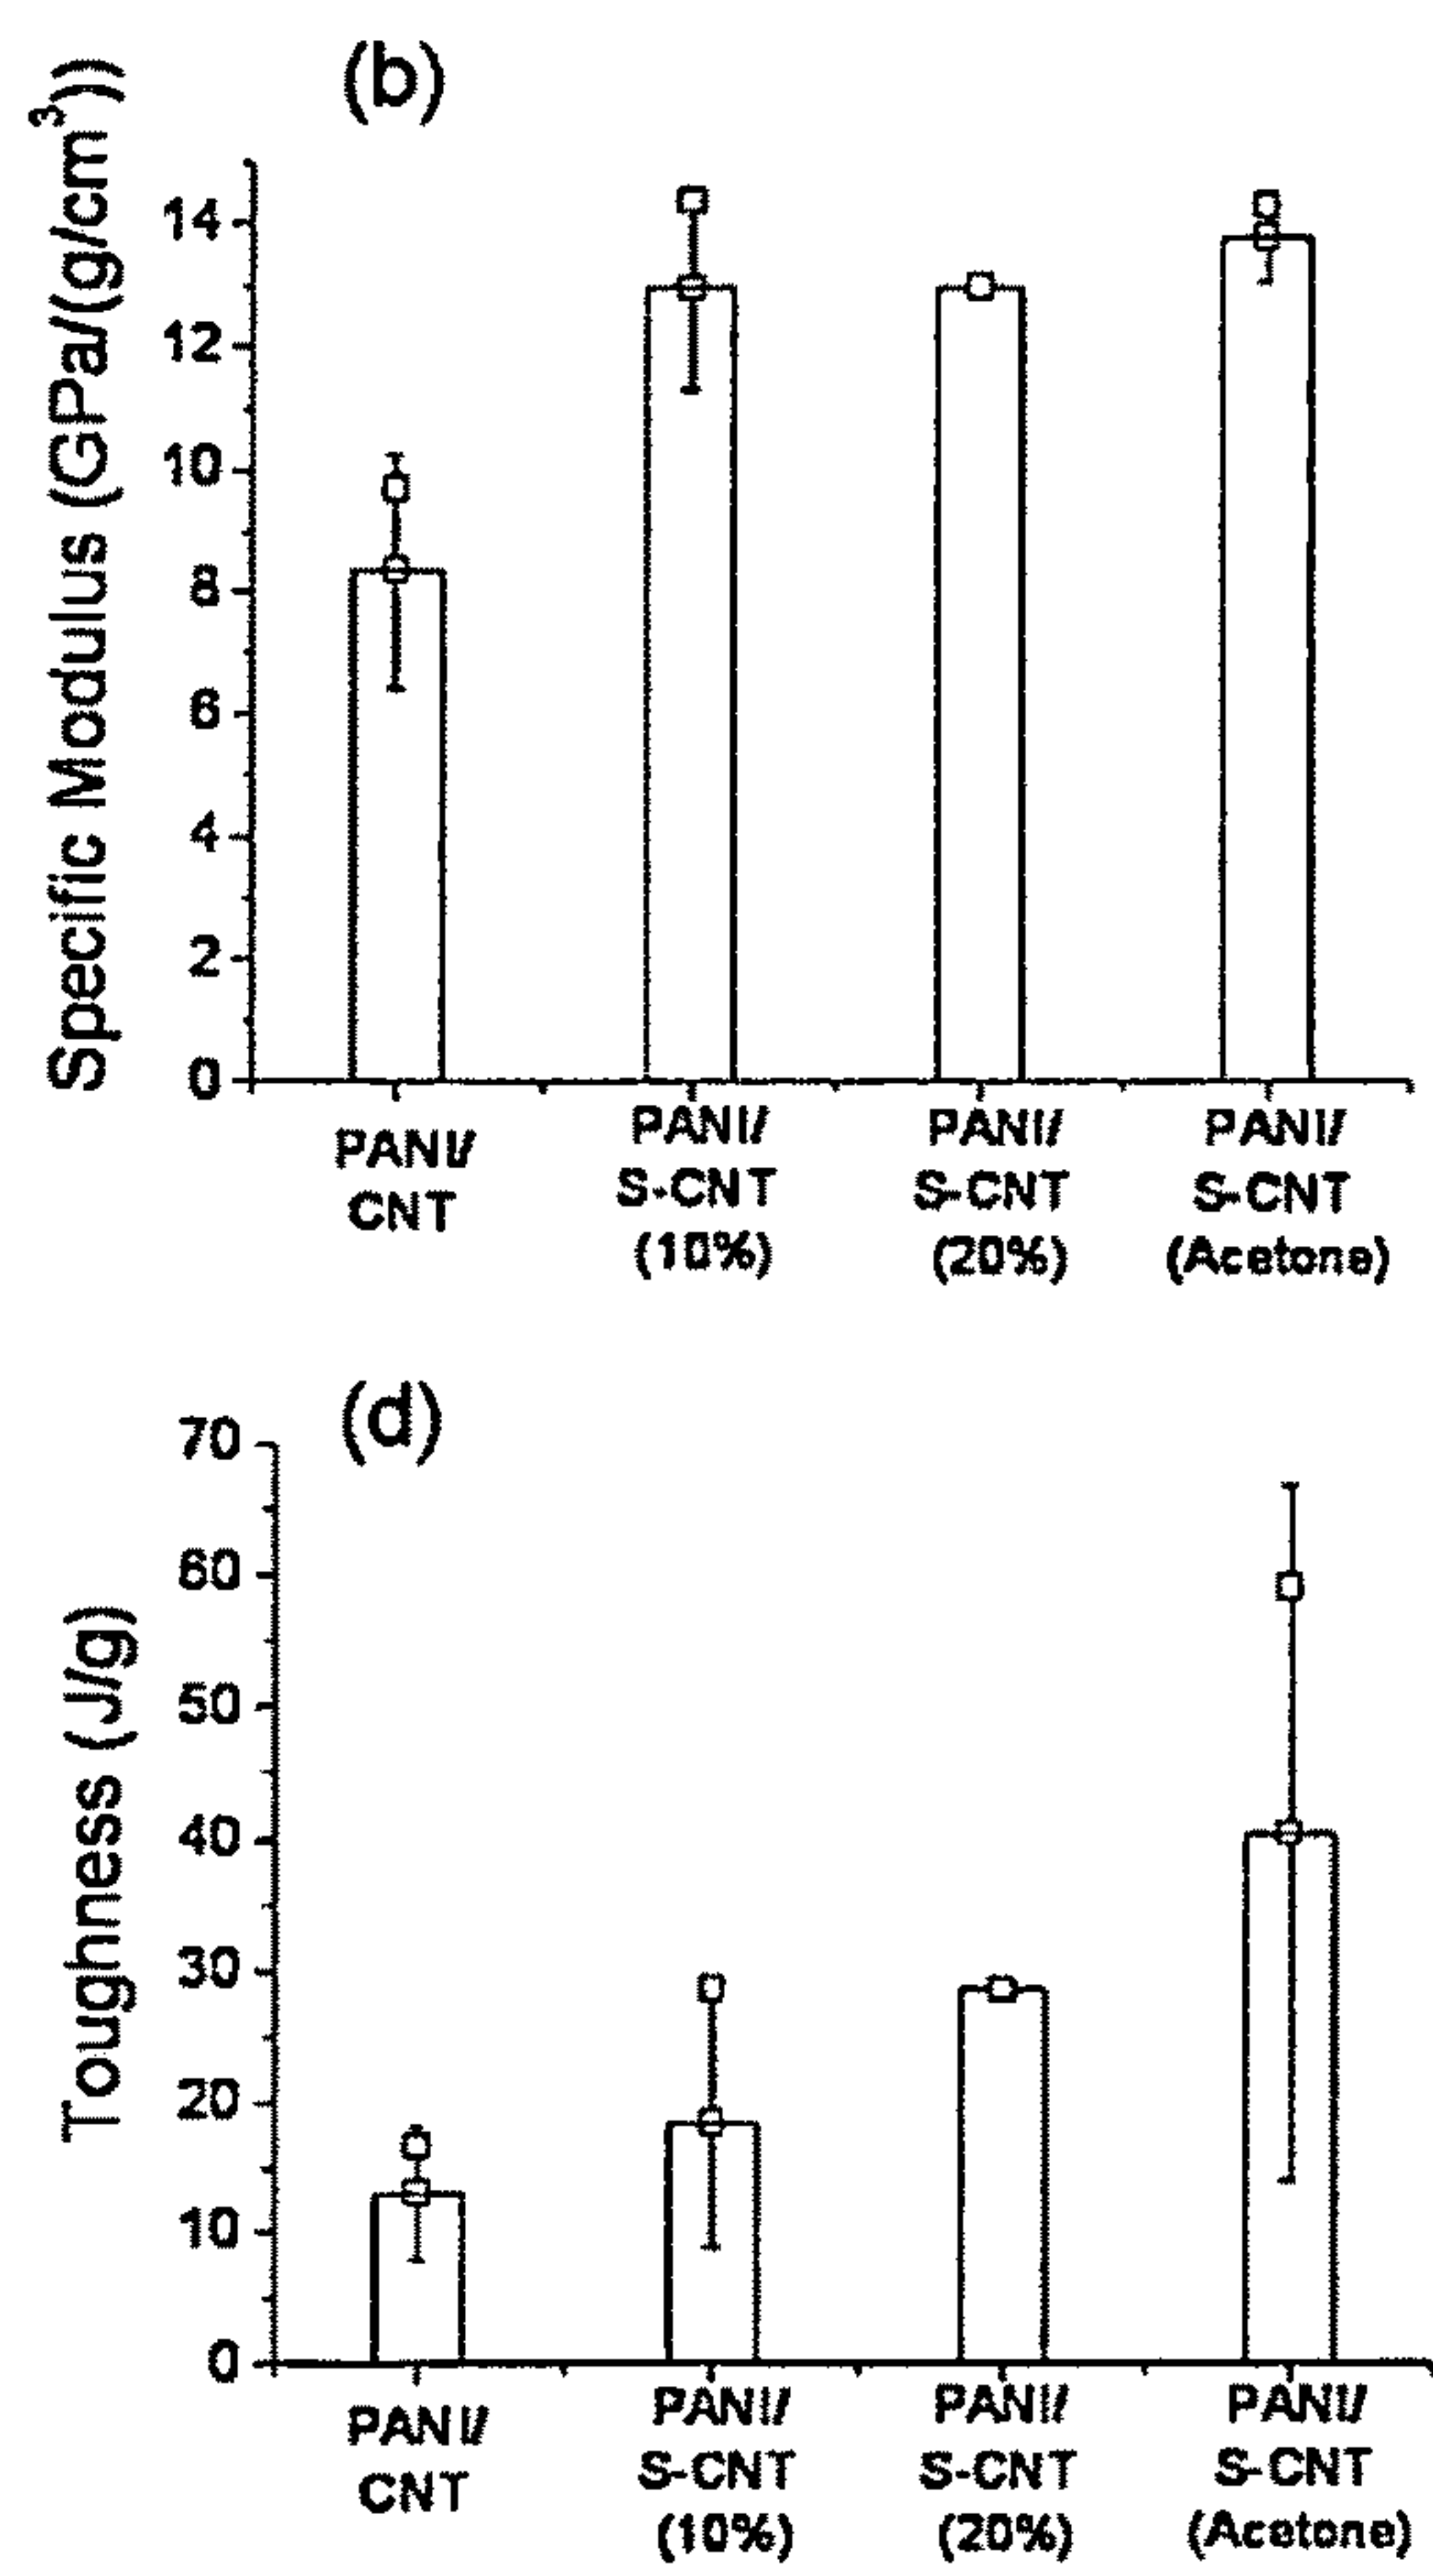 (b)
Specific Modulus (GPa/(g/cm³))
14
12
10
8
6
4
2
0
PANI/
CNT
PANI/
S-CNT
(10%)
PANI/
S-CNT
(20%)
PANI/
S-CNT
(Acetone)
(d)
Toughness (J/g)
70
60
50
40
30
20
10
0
PANI/
CNT
PANI/
S-CNT
(10%)
PANI/
S-CNT
(20%)
PANI/
S-CNT
(Acetone)